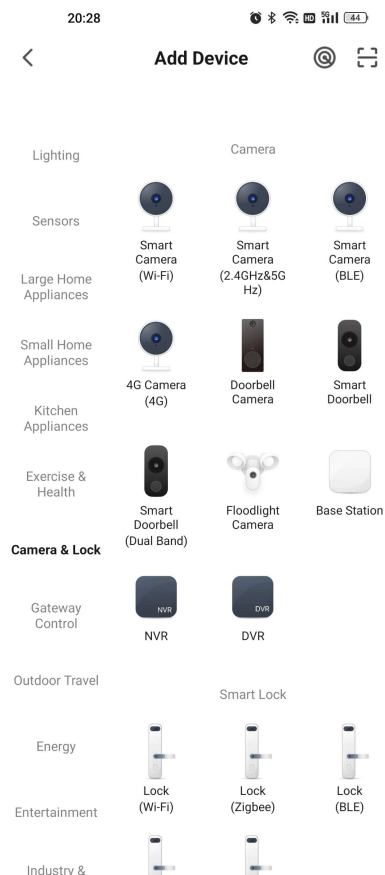 20:28
HD 5G 44
Add Device
Camera
Lighting
Sensors
Large Home
Appliances
Small Home
Appliances
Kitchen
Appliances
Exercise &
Health
Camera & Lock
Gateway
Control
Outdoor Travel
Energy
Entertainment
Industry &
Smart
Camera
(Wi-Fi)
Smart
Camera
(2.4GHz&5G
Hz)
Smart
Camera
(BLE)
4G Camera
(4G)
Doorbell
Camera
Smart
Doorbell
Smart
Doorbell
(Dual Band)
Floodlight
Camera
Base Station
NVR
NVR
DVR
DVR
Smart Lock
Lock
(Wi-Fi)
Lock
(Zigbee)
Lock
(BLE)